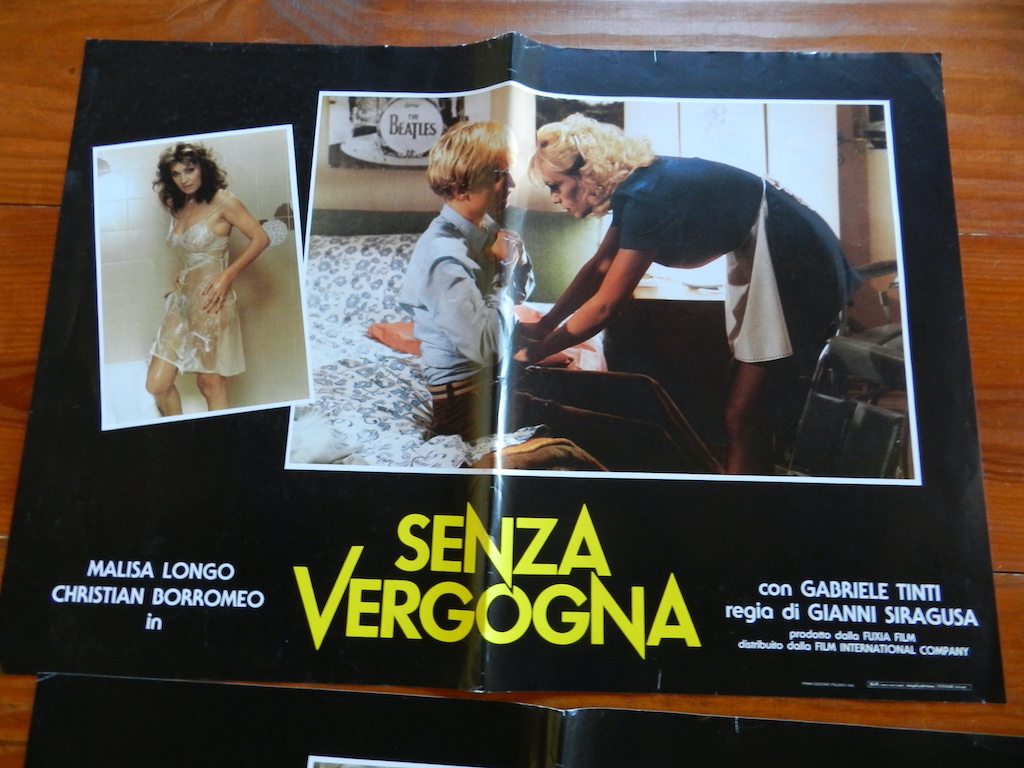 THE
BEATLES
SENZA
VERGOGNA
MALISA LONGO
CHRISTIAN BORROMEO
in
con GABRIELE TINTI
regia di GIANNI SIRAGUSA
prodotto dalla FUXIA FILM
distribuito dalla FILM INTERNATIONAL COMPANY